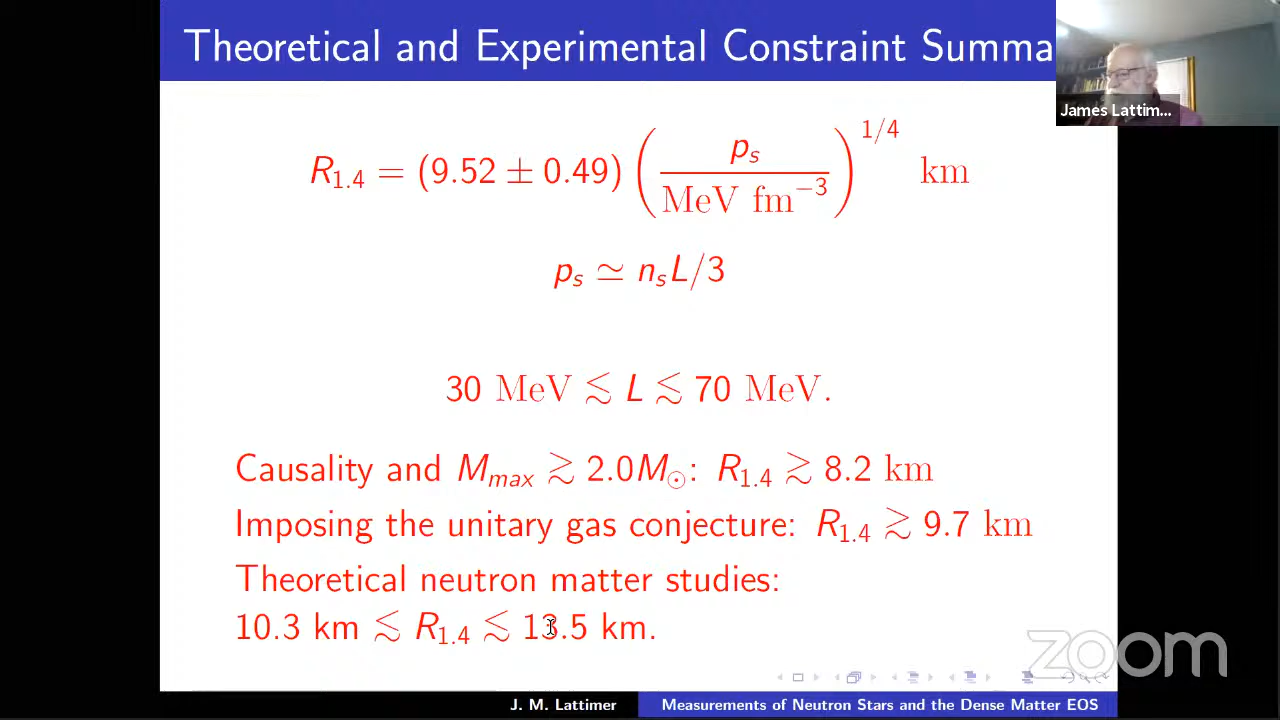 Theoretical and Experimental Constraint Summa
James Lattim...
R₁.₄ = (9.52 ± 0.49) (pₛ / MeV fm⁻³)^1/4 km
pₛ ≃ nₛL/3
30 MeV ≲ L ≲ 70 MeV.
Causality and Mₘₐₓ ≳ 2.0M☉: R₁.₄ ≳ 8.2 km
Imposing the unitary gas conjecture: R₁.₄ ≳ 9.7 km
Theoretical neutron matter studies:
10.3 km ≲ R₁.₄ ≲ 13.5 km.
zoom
J. M. Lattimer Measurements of Neutron Stars and the Dense Matter EOS